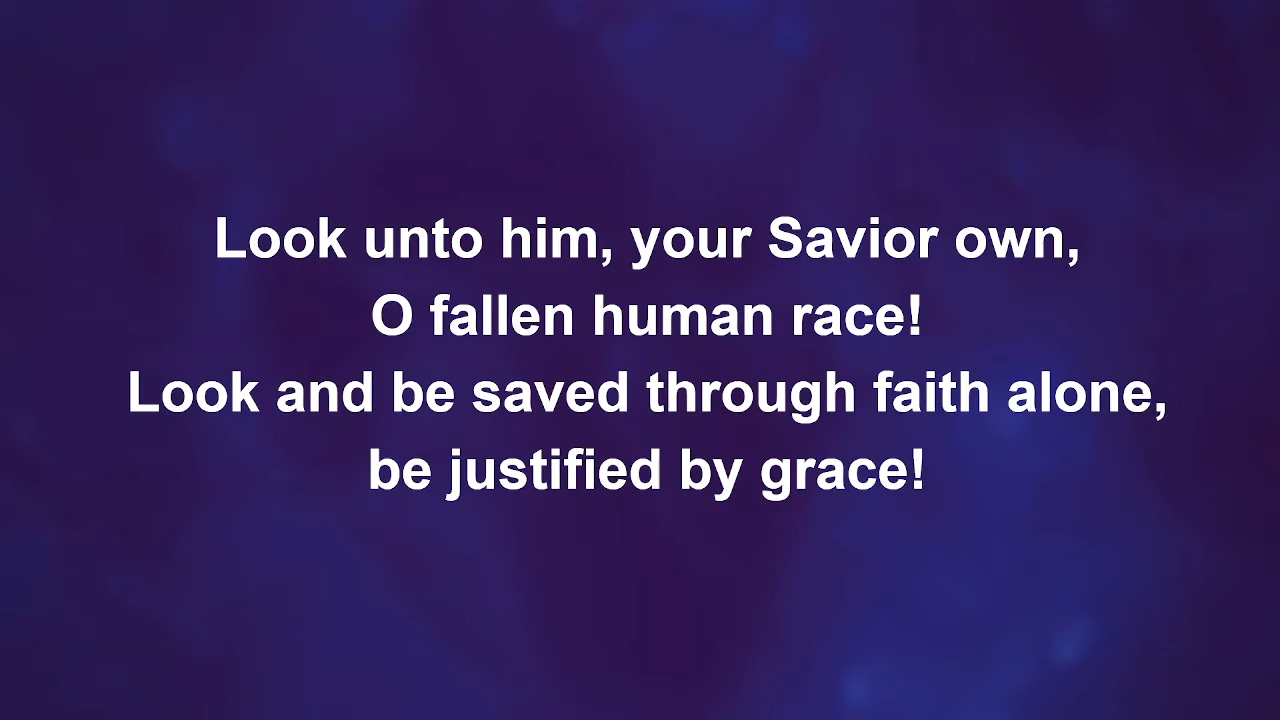 Look unto him, your Savior own,
O fallen human race!
Look and be saved through faith alone,
be justified by grace!